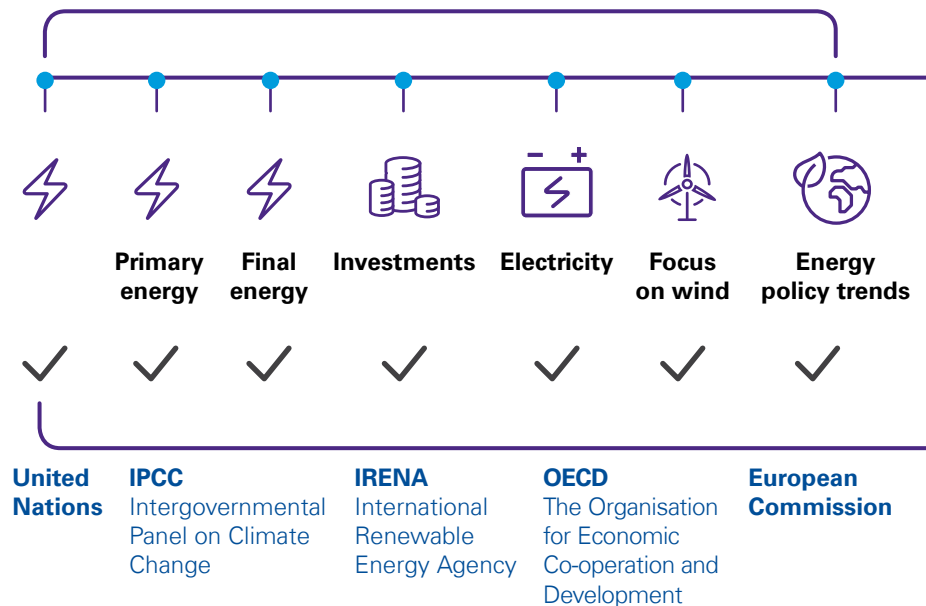 Primary
energy
Final
energy
Investments
Electricity
Focus
on wind
Energy
policy trends
United
Nations
IPCC
Intergovernmental
Panel on Climate
Change
IRENA
International
Renewable
Energy Agency
OECD
The Organisation
for Economic
Co-operation and
Development
European
Commission